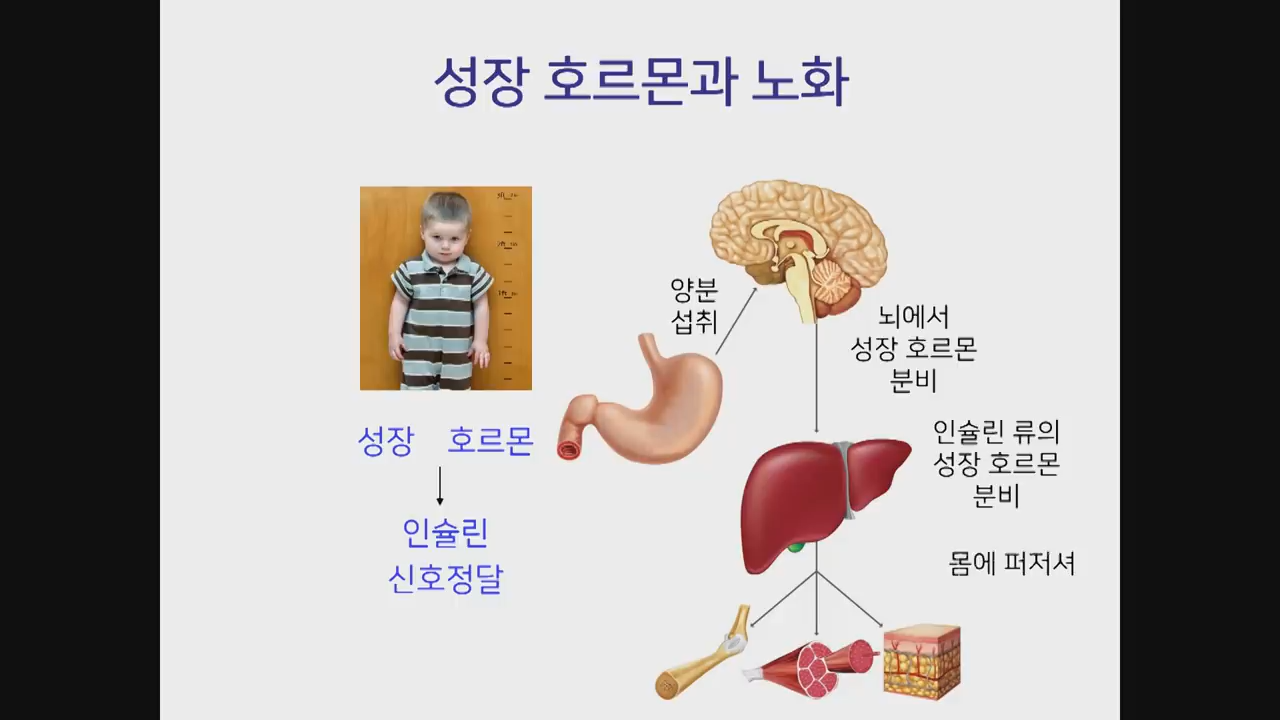 성장 호르몬과 노화
양분
섭취
뇌에서
성장 호르몬
분비
성장 호르몬
인슐린 류의
성장 호르몬
분비
인슐린
신호정달
몸에 퍼저셔